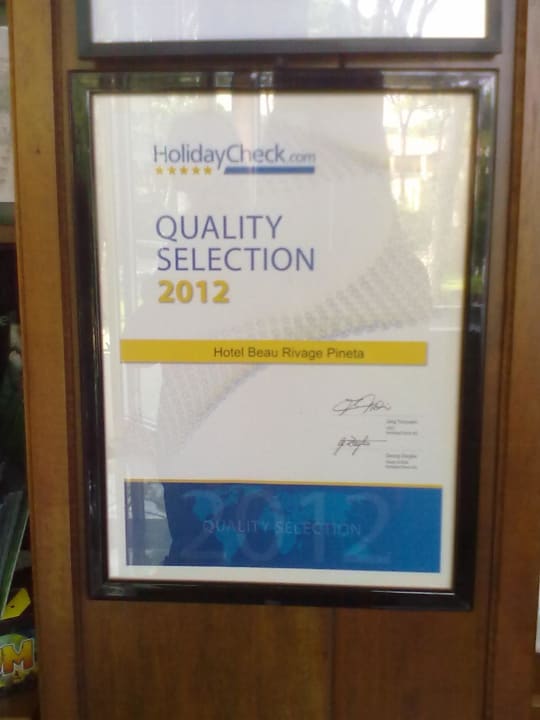 HolidayCheck.com
QUALITY
SELECTION
2012
Hotel Beau Rivage Pineta
2012
QUALITY SELECTION